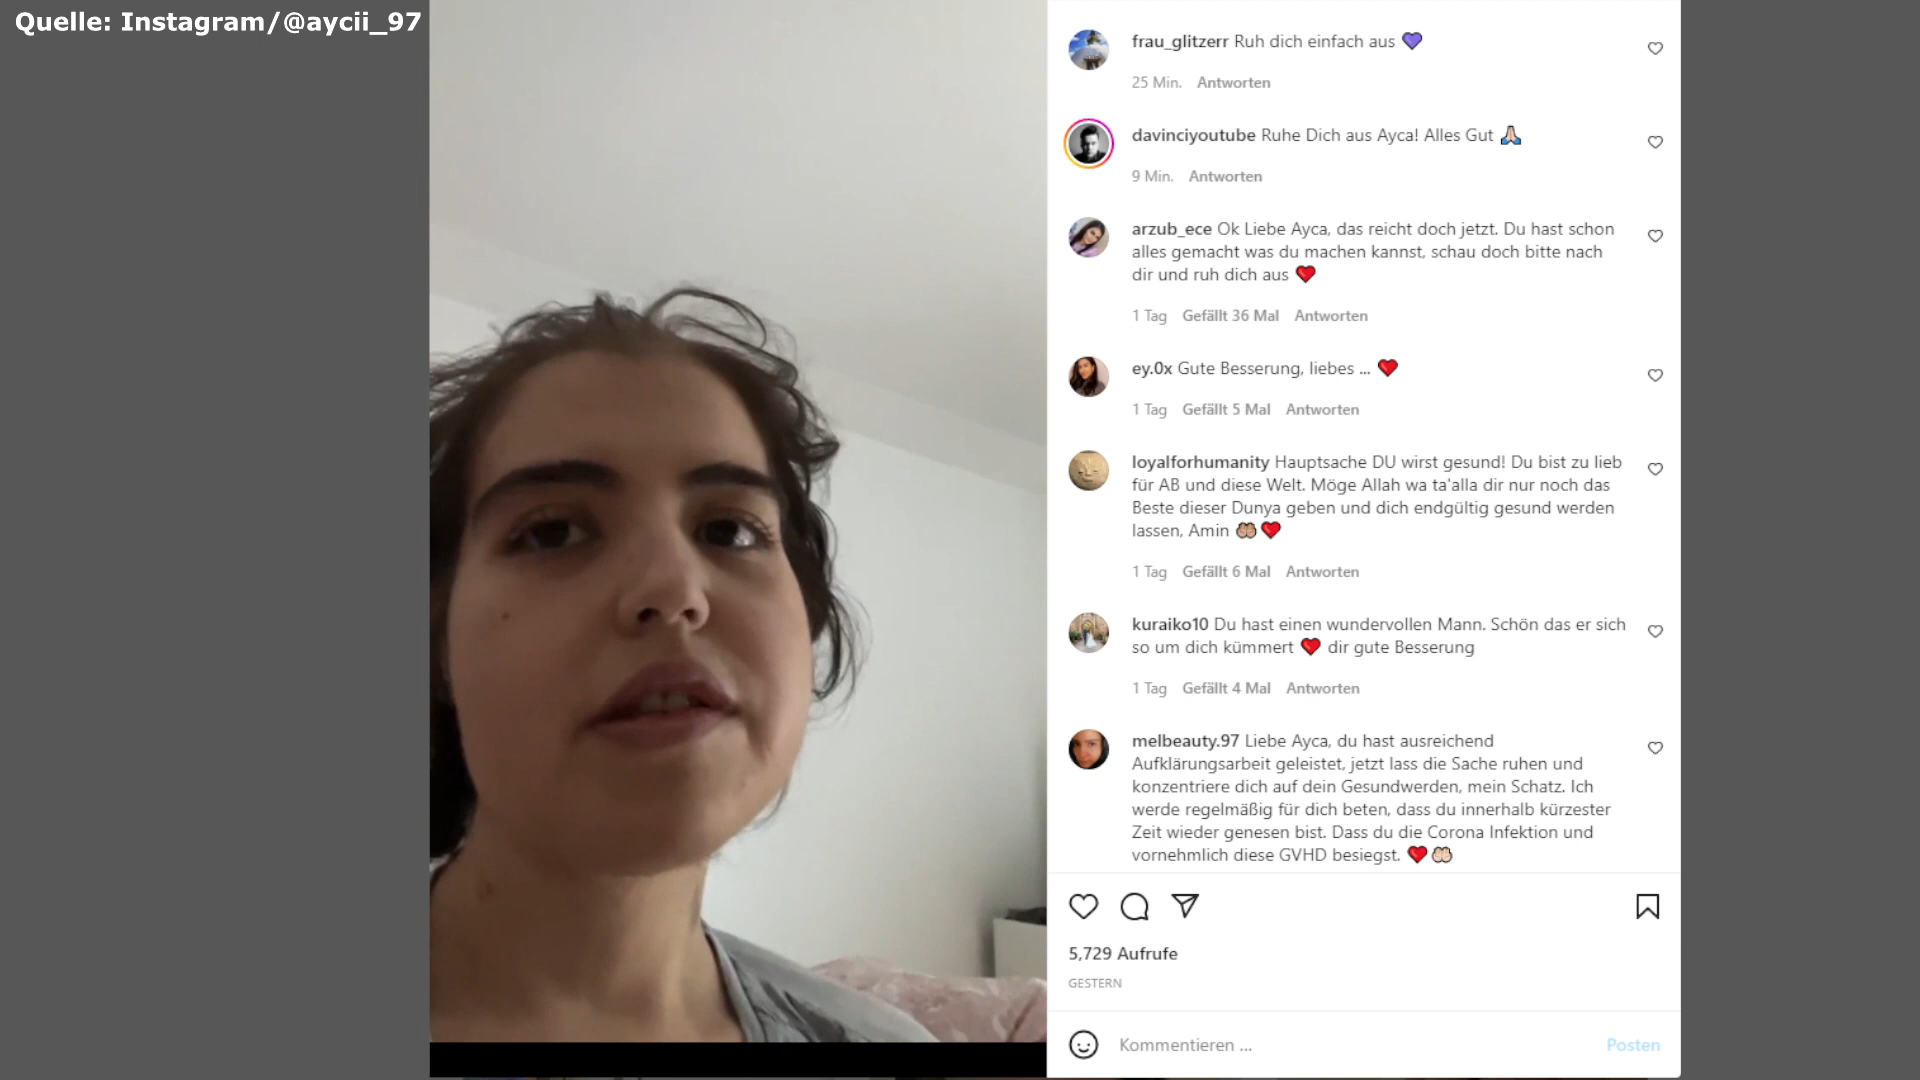 Quelle: Instagram/@aycii_97
frau_glitzerr Ruh dich einfach aus 💜
25 Min. Antworten
davinciyoutube Ruhe Dich aus Ayca! Alles Gut 🙏🏻
9 Min. Antworten
arzub_ece Ok Liebe Ayca, das reicht doch jetzt. Du hast schon
alles gemacht was du machen kannst, schau doch bitte nach
dir und ruh dich aus ❤️
1 Tag Gefällt 36 Mal Antworten
ey.0x Gute Besserung, liebes ... ❤️
1 Tag Gefällt 5 Mal Antworten
loyalforhumanity Hauptsache DU wirst gesund! Du bist zu lieb
für AB und diese Welt. Möge Allah wa ta'alla dir nur noch das
Beste dieser Dunya geben und dich endgültig gesund werden
lassen, Amin 🤲🏼❤️
1 Tag Gefällt 6 Mal Antworten
kuraiko10 Du hast einen wundervollen Mann. Schön das er sich
so um dich kümmert ❤️ dir gute Besserung
1 Tag Gefällt 4 Mal Antworten
melbeauty.97 Liebe Ayca, du hast ausreichend
Aufklärungsarbeit geleistet, jetzt lass die Sache ruhen und
konzentriere dich auf dein Gesundwerden, mein Schatz. Ich
werde regelmäßig für dich beten, dass du innerhalb kürzester
Zeit wieder genesen bist. Dass du die Corona Infektion und
vornehmlich diese GVHD besiegst. ❤️🤲🏻
5,729 Aufrufe
GESTERN
Kommentieren ...
Posten